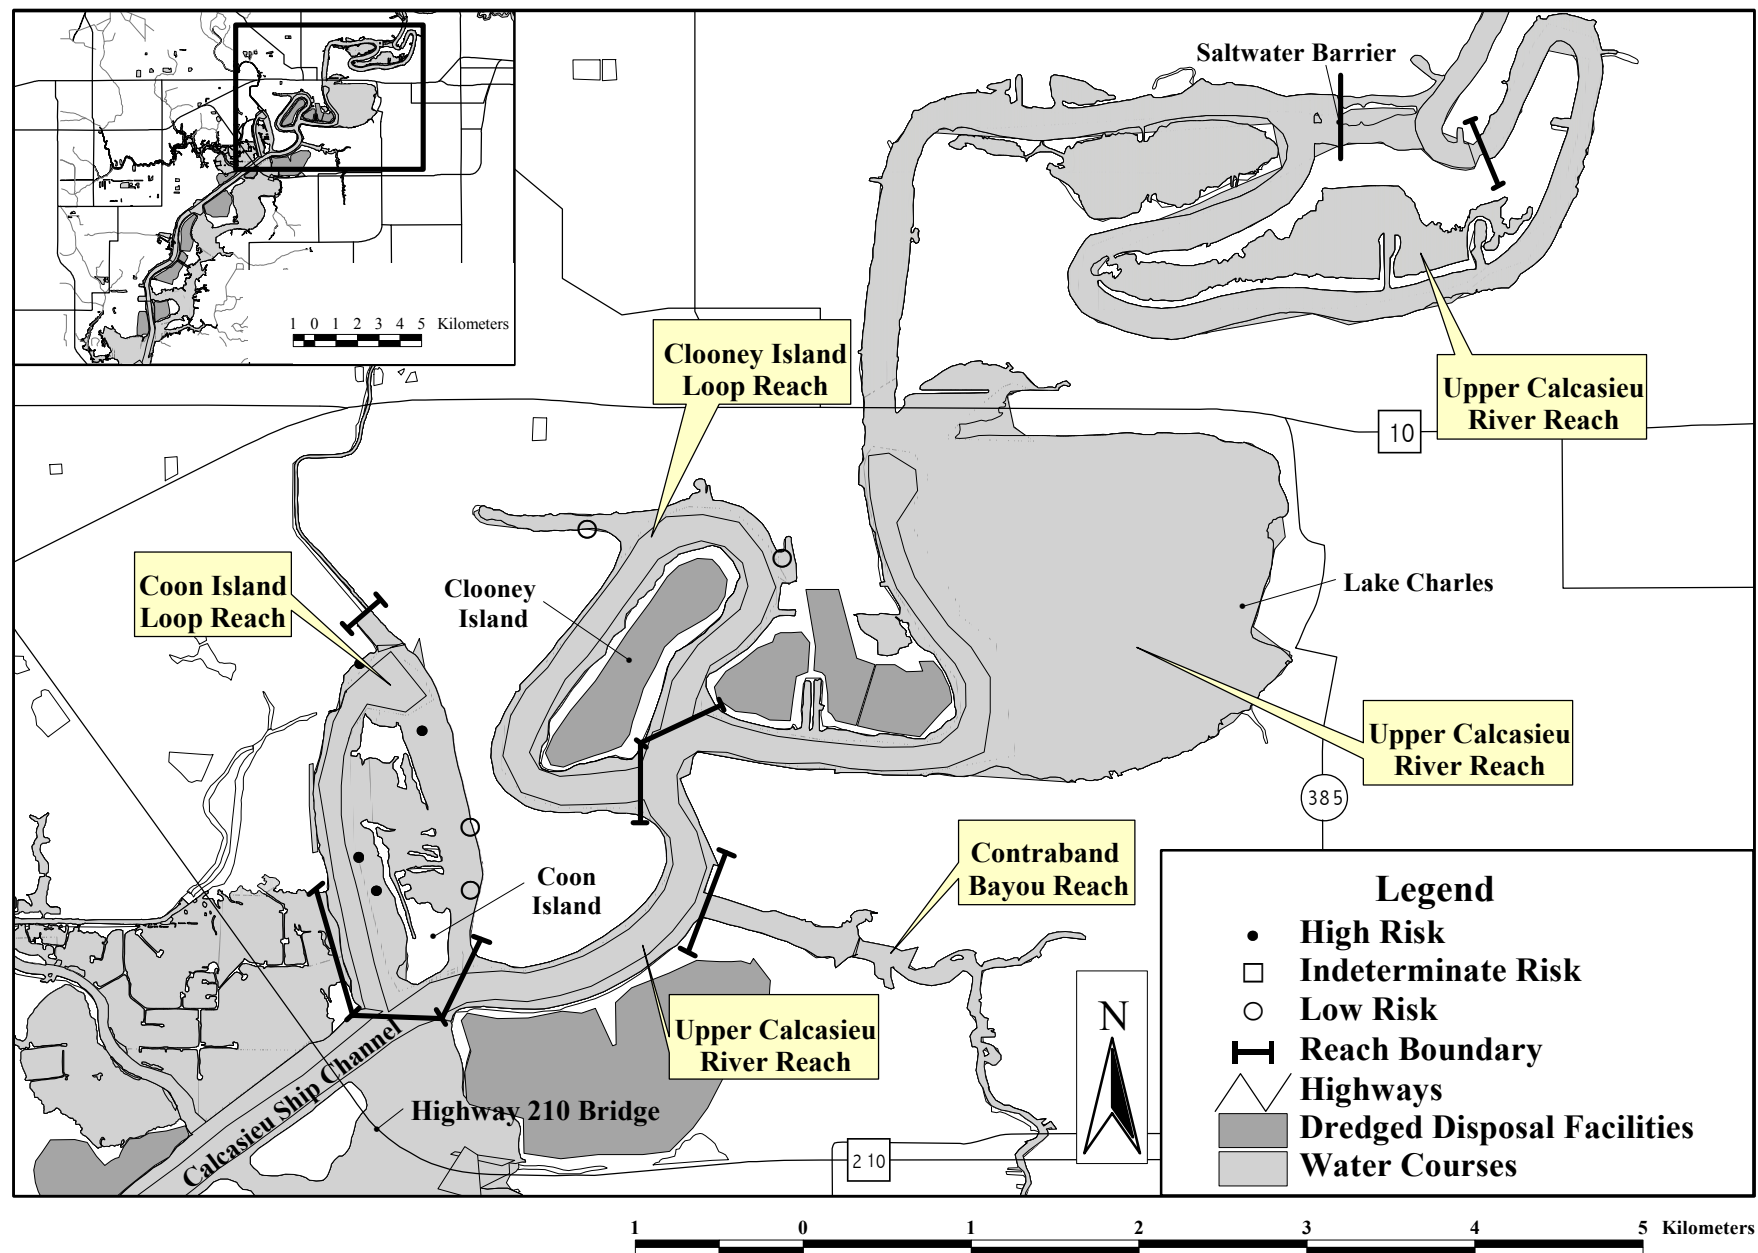 Saltwater Barrier
1 0 1 2 3 4 5 Kilometers
Clooney Island
Loop Reach
Upper Calcasieu
River Reach
10
Coon Island
Loop Reach
Clooney
Island
Lake Charles
Upper Calcasieu
River Reach
385
Contraband
Bayou Reach
Coon
Island
Upper Calcasieu
River Reach
Calcasieu Ship Channel
Highway 210 Bridge
210
N
Legend
High Risk
Indeterminate Risk
Low Risk
Reach Boundary
Highways
Dredged Disposal Facilities
Water Courses
1 0 1 2 3 4 5 Kilometers